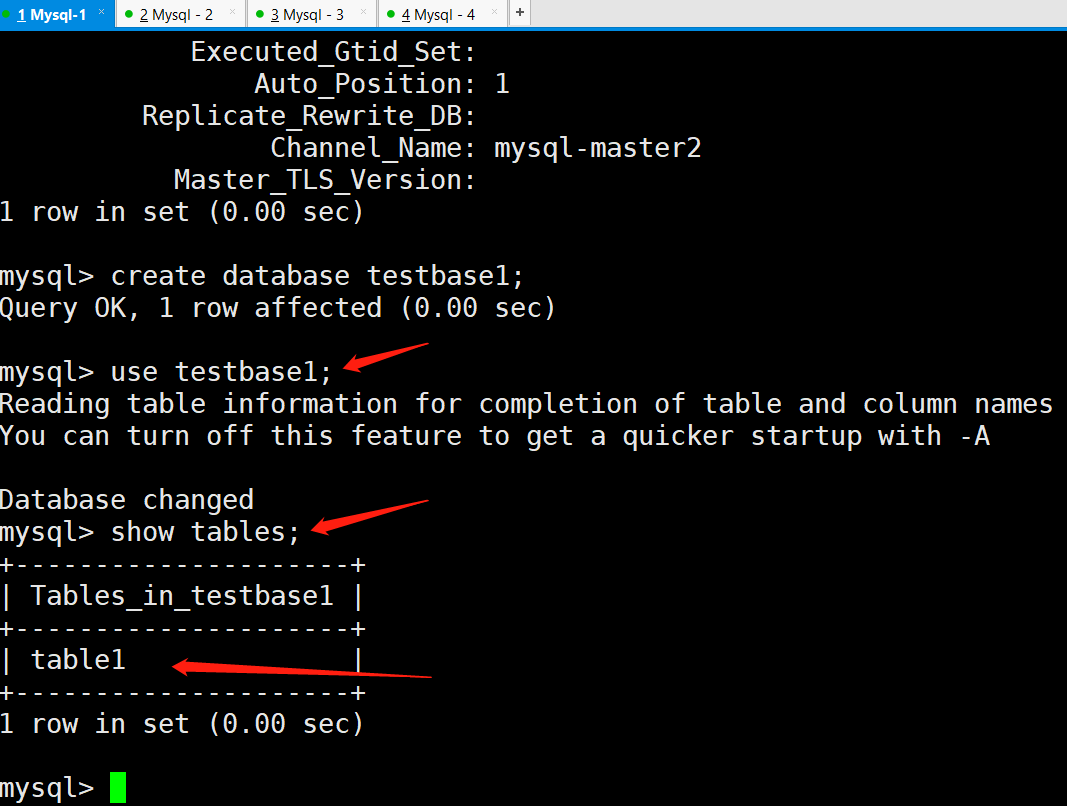 1 Mysql-1 × 2 Mysql - 2 × 3 Mysql - 3 × 4 Mysql - 4 × +
Executed_Gtid_Set:
Auto_Position: 1
Replicate_Rewrite_DB:
Channel_Name: mysql-master2
Master_TLS_Version:
1 row in set (0.00 sec)
mysql> create database testbase1;
Query OK, 1 row affected (0.00 sec)
mysql> use testbase1;
Reading table information for completion of table and column names
You can turn off this feature to get a quicker startup with -A
Database changed
mysql> show tables;
+---------------------+
| Tables_in_testbase1 |
+---------------------+
| table1              |
+---------------------+
1 row in set (0.00 sec)
mysql>